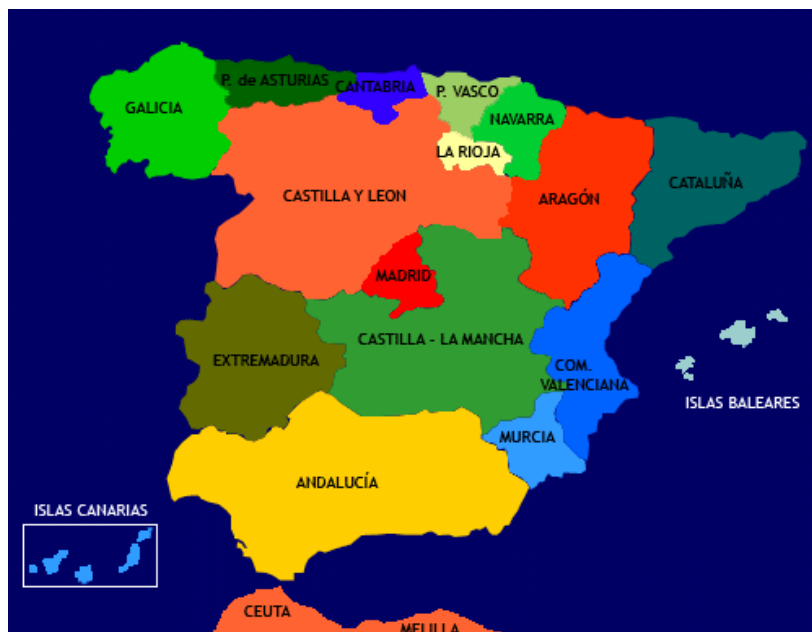 P. de ASTURIAS
CANTABRIA
P. VASCO
GALICIA
NAVARRA
LA RIOJA
CATALUÑA
CASTILLA Y LEON
ARAGÓN
MADRID
CASTILLA - LA MANCHA
EXTREMADURA
COM.
VALENCIANA
ISLAS BALEARES
MURCIA
ANDALUCÍA
ISLAS CANARIAS
CEUTA
MELILLA